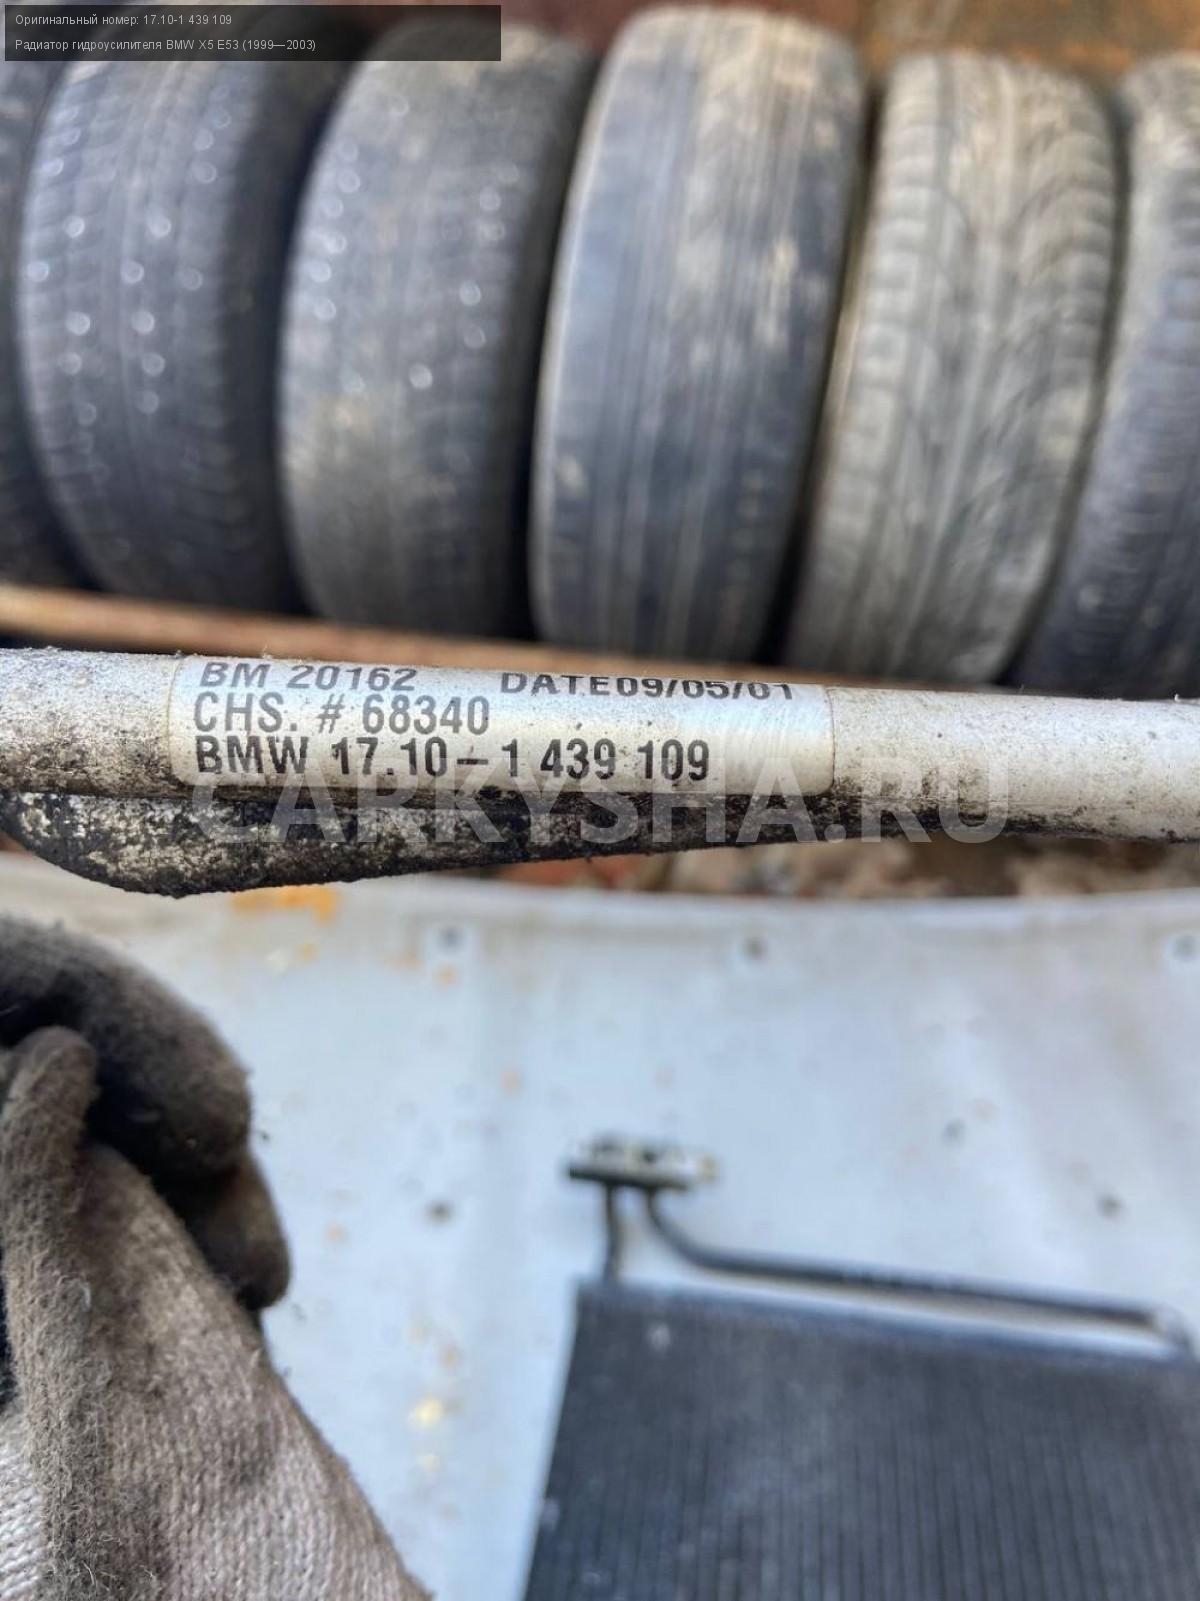 Оригинальный номер: 17.10-1 439 109
Радиатор гидроусилителя BMW X5 E53 (1999—2003)
BM 20162 DATE09/05/01
CHS. # 68340
BMW 17.10-1 439 109
CARKYSHA.RU